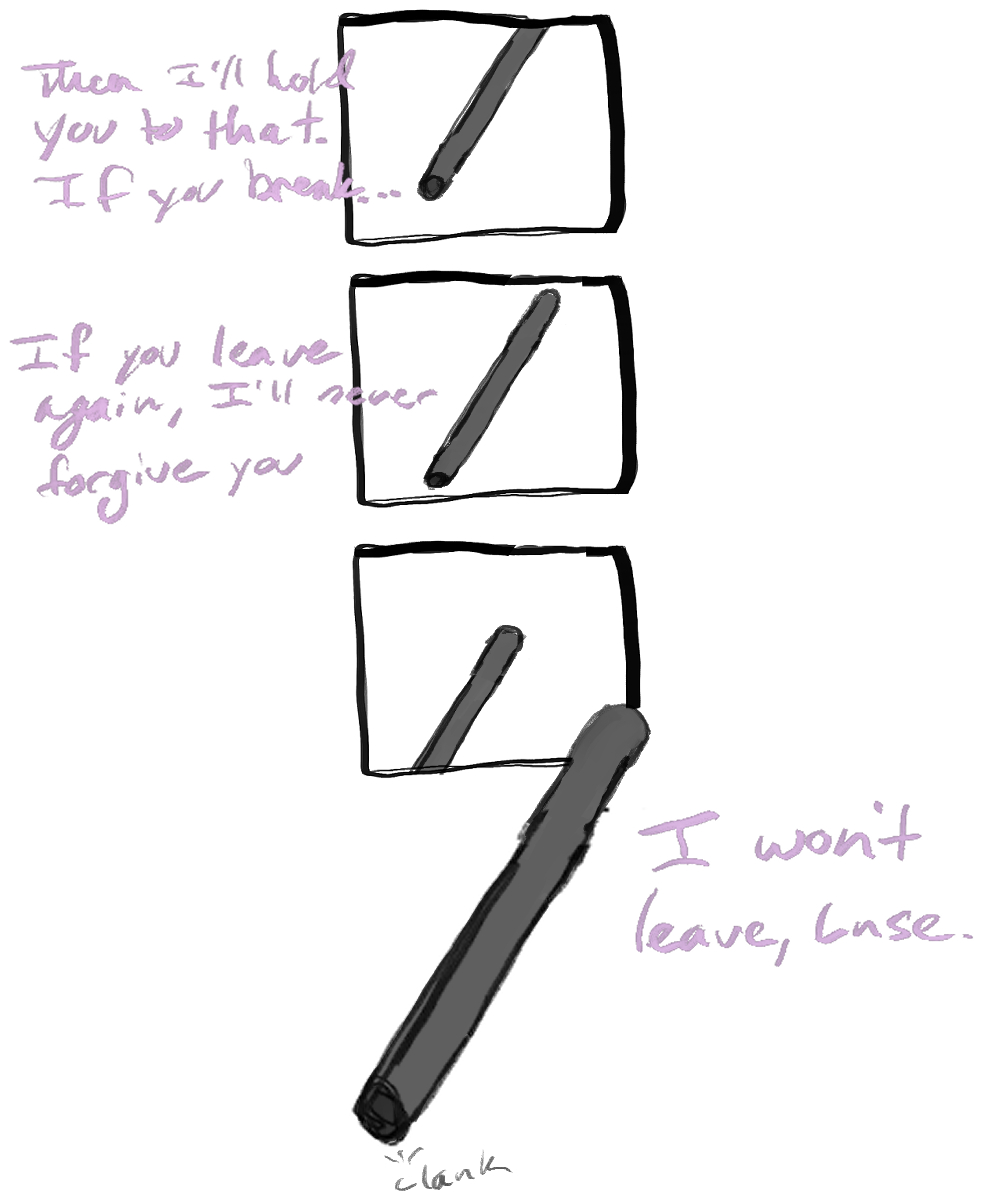 Then I'll hold
you to that.
If you break...
If you leave
again, I'll never
forgive you
I won't
leave, Luse.
clank